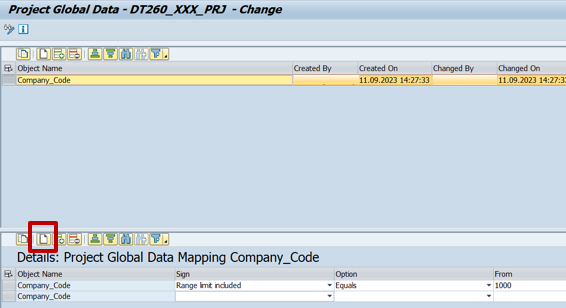 Project Global Data - DT260_XXX_PRJ - Change
Object Name Created By Created On Changed By Changed On
Company_Code 11.09.2023 14:27:33 11.09.2023 14:27:33
Details: Project Global Data Mapping Company_Code
Object Name Sign Option From
Company_Code Range limit included Equals 1000
Company_Code